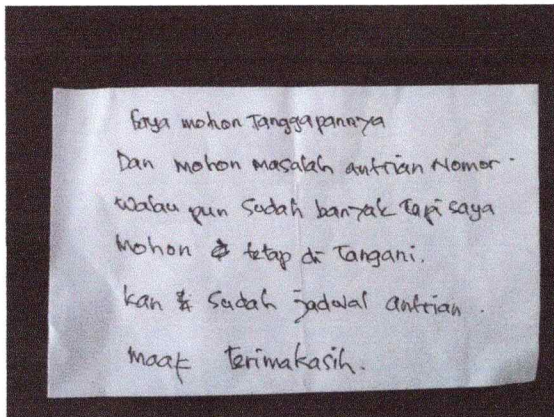 Saya mohon Tanggapannya
Dan mohon masalah antrian Nomor.
walau pun sudah banyak Tapi saya
Mohon tetap di Tangani.
kan sudah jadwal antrian.
maaf terimakasih.